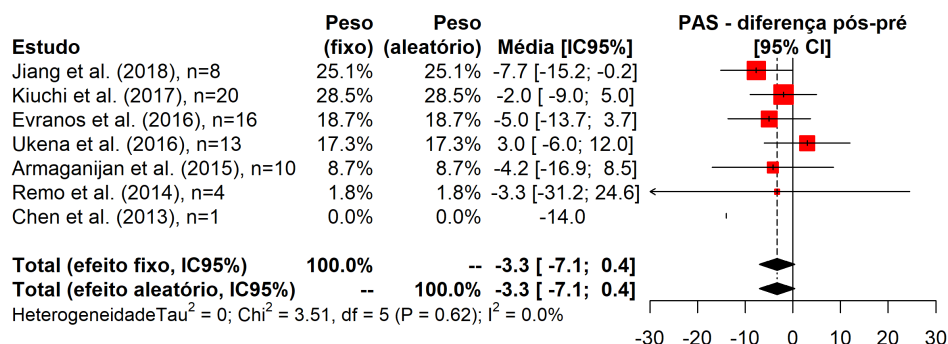 Peso Peso PAS - diferença pós-pré
Estudo (fixo) (aleatório) Média [IC95%] [95% CI]
Jiang et al. (2018), n=8 25.1% 25.1% -7.7 [-15.2; -0.2]
Kiuchi et al. (2017), n=20 28.5% 28.5% -2.0 [ -9.0; 5.0]
Evranos et al. (2016), n=16 18.7% 18.7% -5.0 [-13.7; 3.7]
Ukena et al. (2016), n=13 17.3% 17.3% 3.0 [ -6.0; 12.0]
Armaganijan et al. (2015), n=10 8.7% 8.7% -4.2 [-16.9; 8.5]
Remo et al. (2014), n=4 1.8% 1.8% -3.3 [-31.2; 24.6]
Chen et al. (2013), n=1 0.0% 0.0% -14.0
Total (efeito fixo, IC95%) 100.0% -- -3.3 [ -7.1; 0.4]
Total (efeito aleatório, IC95%) -- 100.0% -3.3 [ -7.1; 0.4]
HeterogeneidadeTau² = 0; Chi² = 3.51, df = 5 (P = 0.62); I² = 0.0%
-30 -20 -10 0 10 20 30